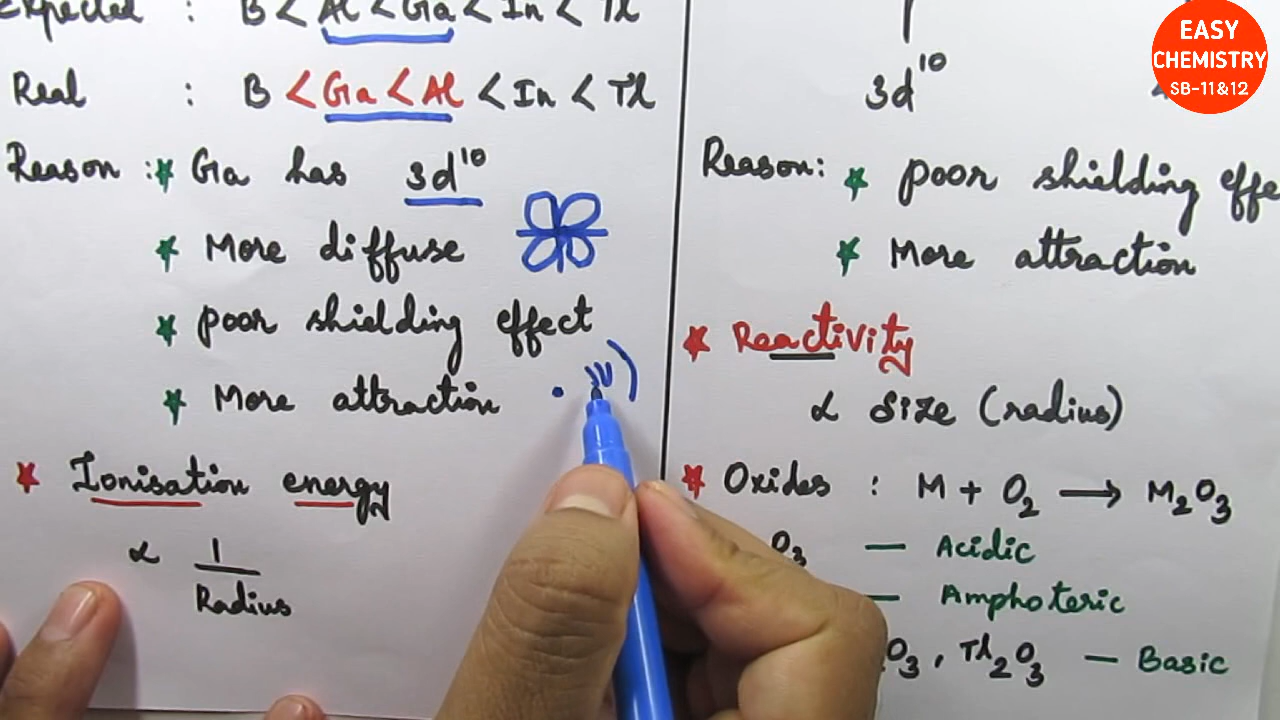 Expected : B < Al < Ga < In < Tl
Real : B < Ga < Al < In < Tl
Reason : * Ga has 3d¹⁰
* More diffuse
* poor shielding effect
* More attraction
* Ionisation energy
∝ 1
Radius
3d¹⁰
Reason: * poor shielding effe
* More attraction
* Reactivity
∝ size (radius)
* Oxides : M + O₂ → M₂O₃
O₃ — Acidic
— Amphoteric
O₃, Tl₂O₃ — Basic
EASY
CHEMISTRY
SB-11&12